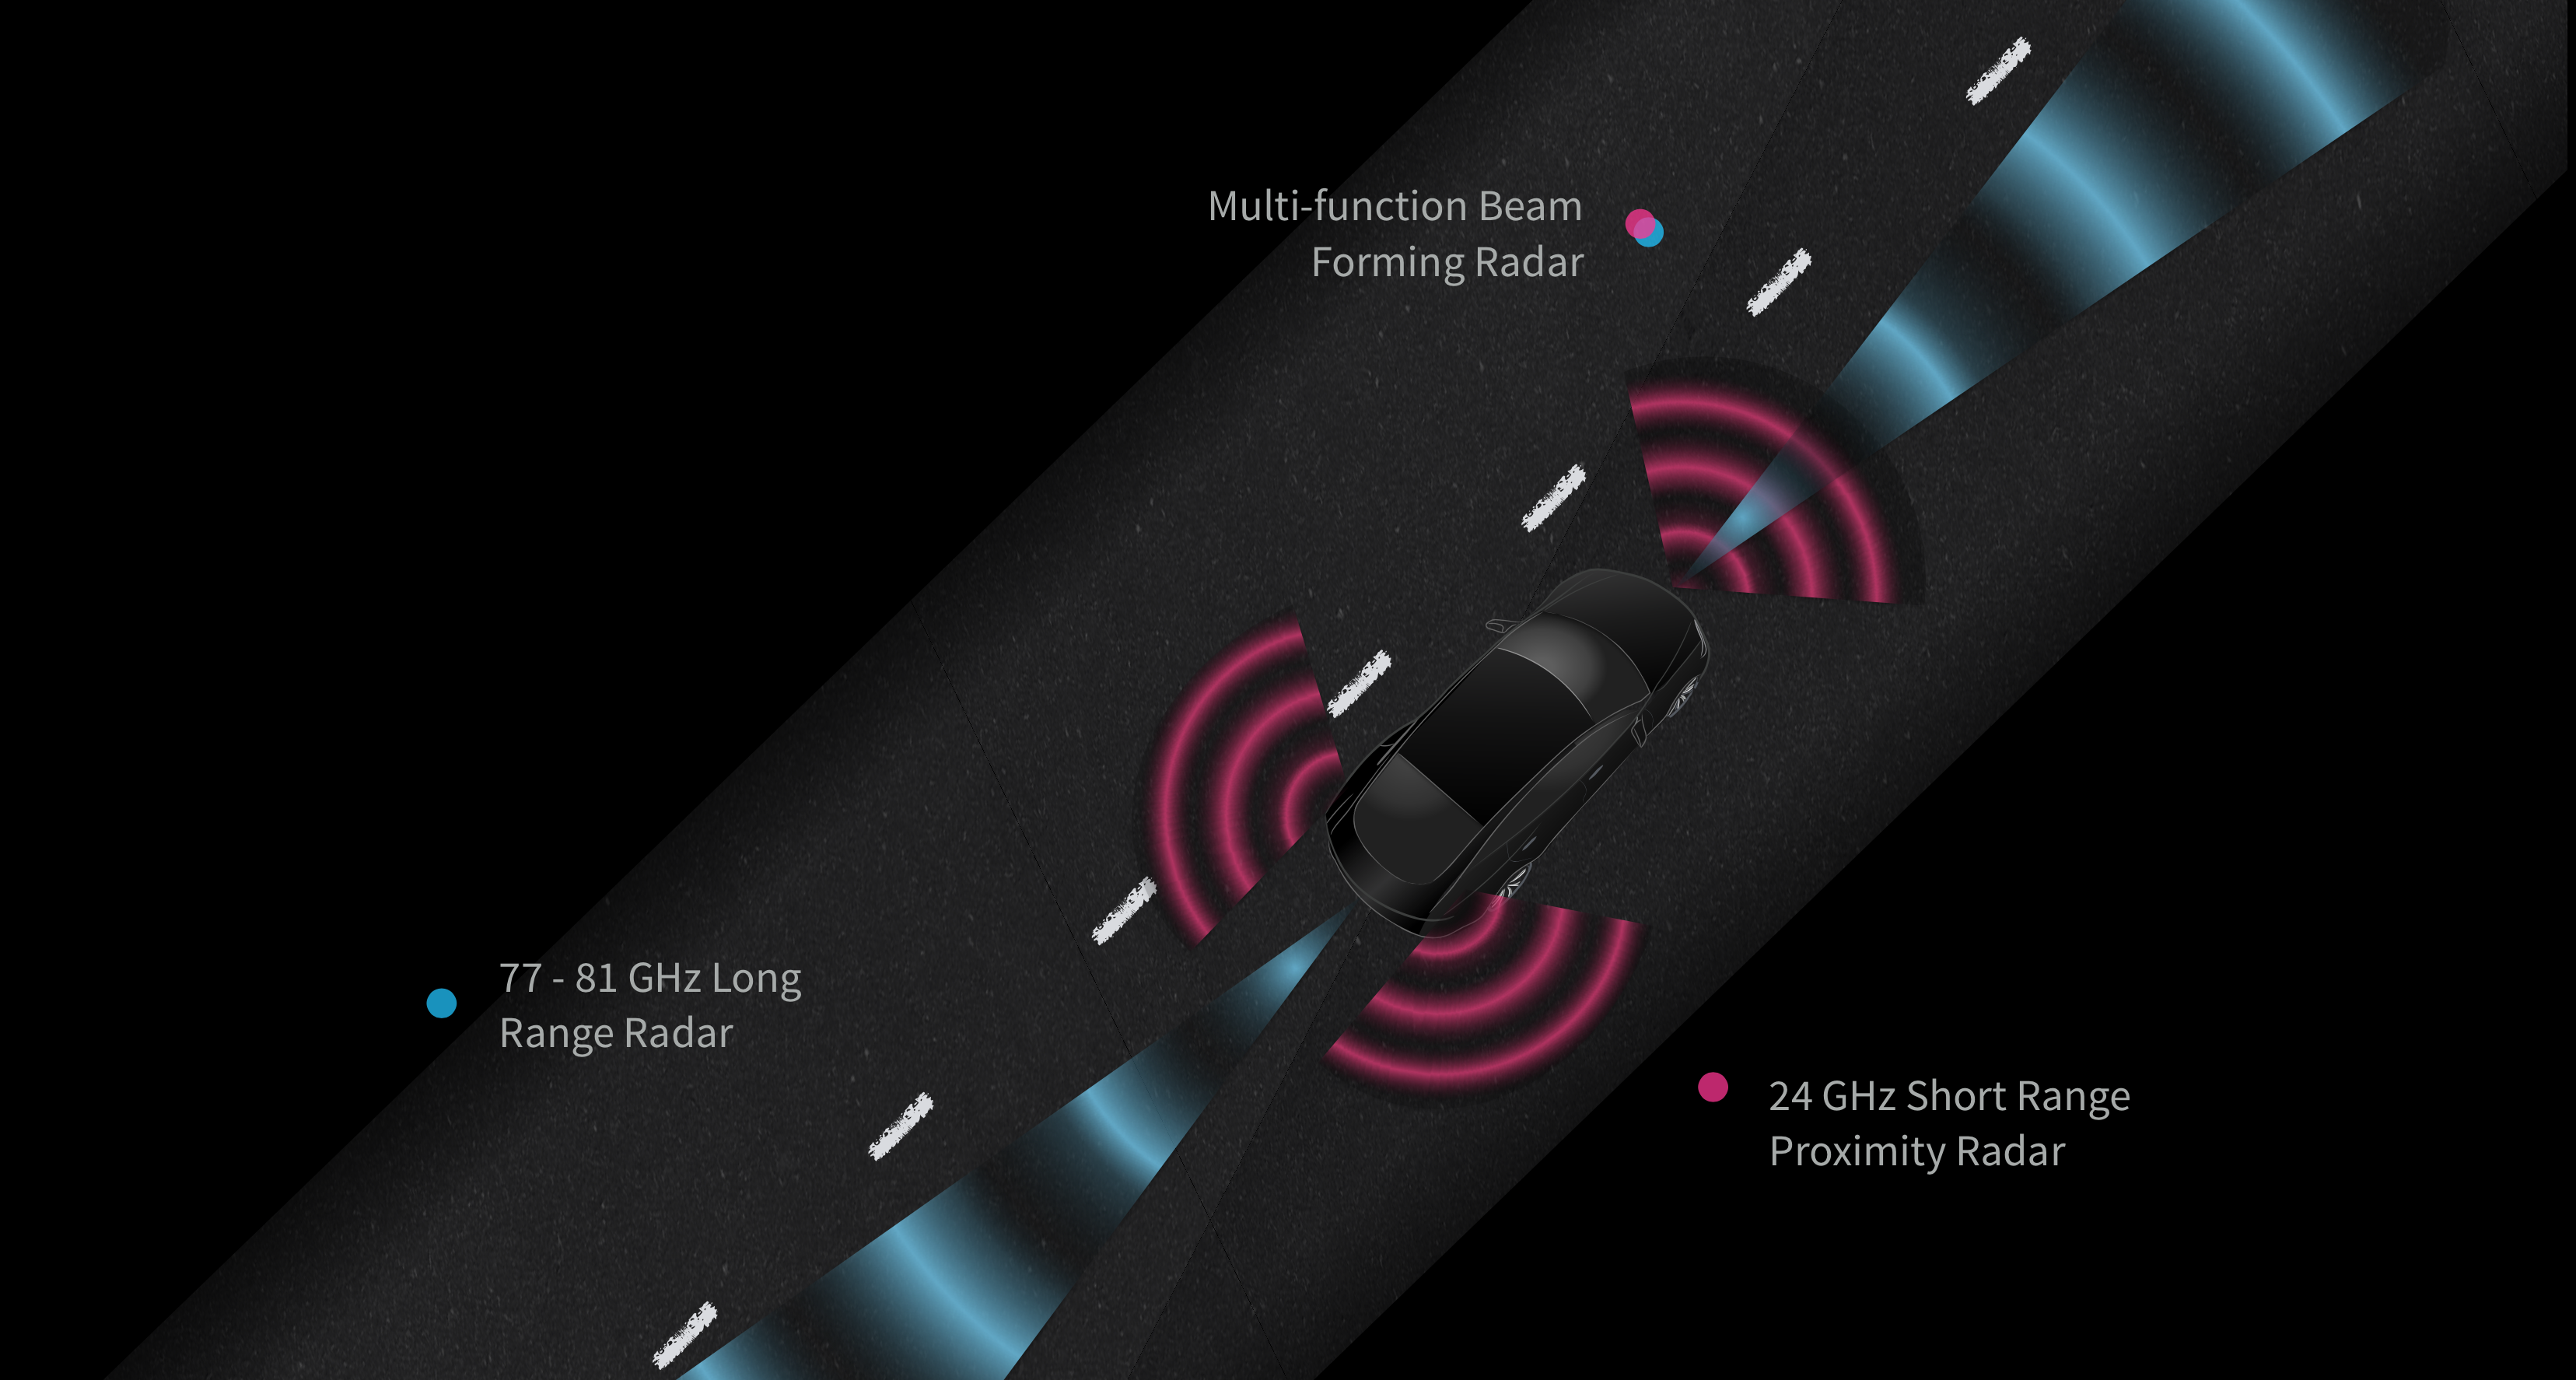 Multi-function Beam
Forming Radar
77 - 81 GHz Long
Range Radar
24 GHz Short Range
Proximity Radar